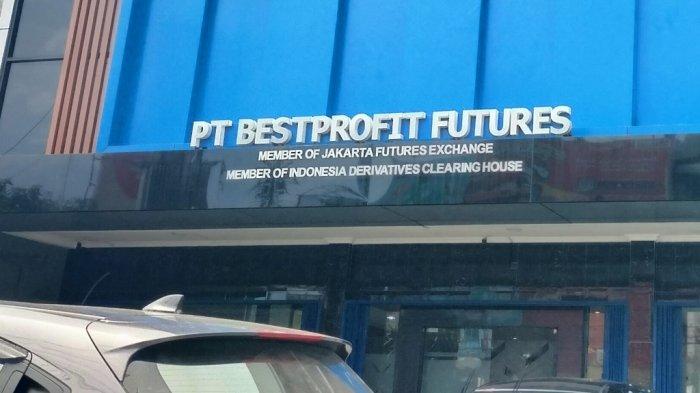 PT BESTPROFIT FUTURES
MEMBER OF JAKARTA FUTURES EXCHANGE
MEMBER OF INDONESIA DERIVATIVES CLEARING HOUSE